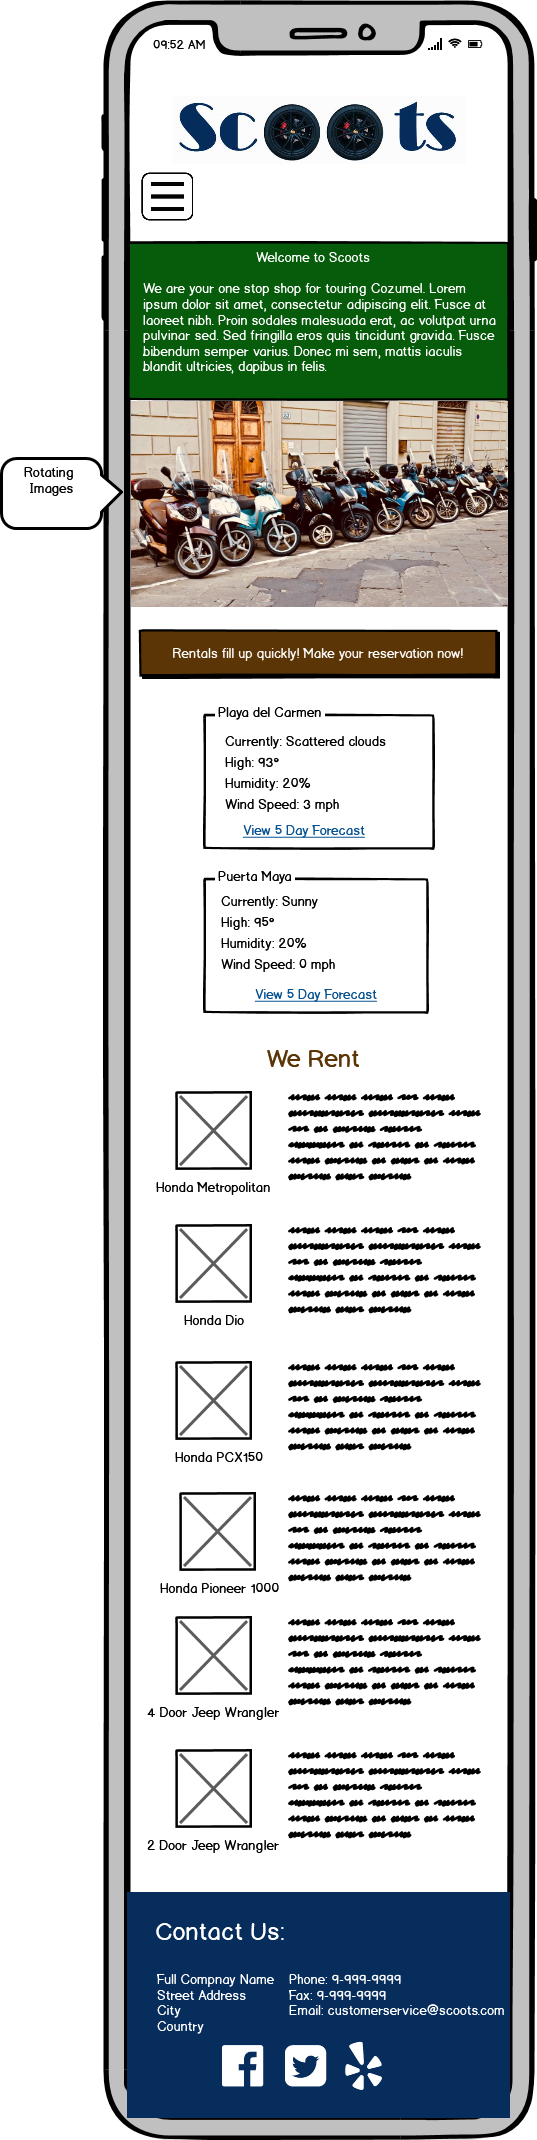 09:52 AM
Scoots
Welcome to Scoots
We are your one stop shop for touring Cozumel. Lorem
ipsum dolor sit amet, consectetur adipiscing elit. Fusce at
laoreet nibh. Proin sodales malesuada erat, ac volutpat urna
pulvinar sed. Sed fringilla eros quis tincidunt gravida. Fusce
bibendum semper varius. Donec mi sem, mattis iaculis
blandit ultricies, dapibus in felis.
Rotating
Images
Rentals fill up quickly! Make your reservation now!
Playa del Carmen
Currently: Scattered clouds
High: 93°
Humidity: 20%
Wind Speed: 3 mph
View 5 Day Forecast
Puerta Maya
Currently: Sunny
High: 95°
Humidity: 20%
Wind Speed: 0 mph
View 5 Day Forecast
We Rent
Honda Metropolitan
Honda Dio
Honda PCX150
Honda Pioneer 1000
4 Door Jeep Wrangler
2 Door Jeep Wrangler
Contact Us:
Full Compnay Name
Street Address
City
Country
Phone: 9-999-9999
Fax: 9-999-9999
Email: customerservice@scoots.com